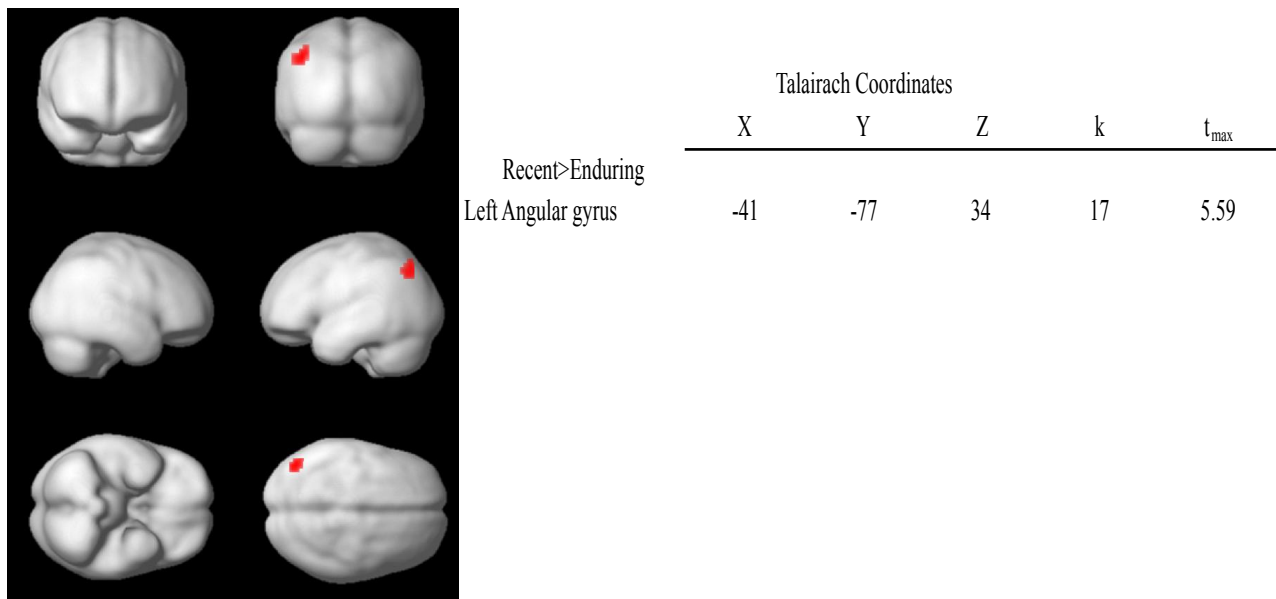 Talairach Coordinates
X Y Z k tmax
Recent>Enduring
Left Angular gyrus -41 -77 34 17 5.59